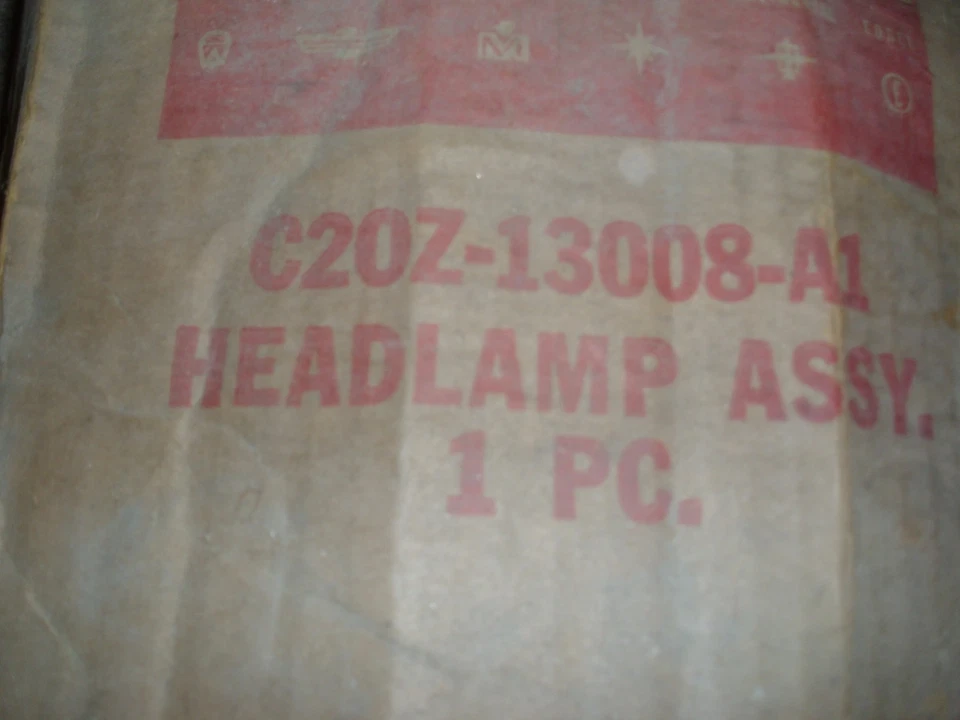 M
C2OZ-13008-A1
HEADLAMP ASSY.
1 PC.